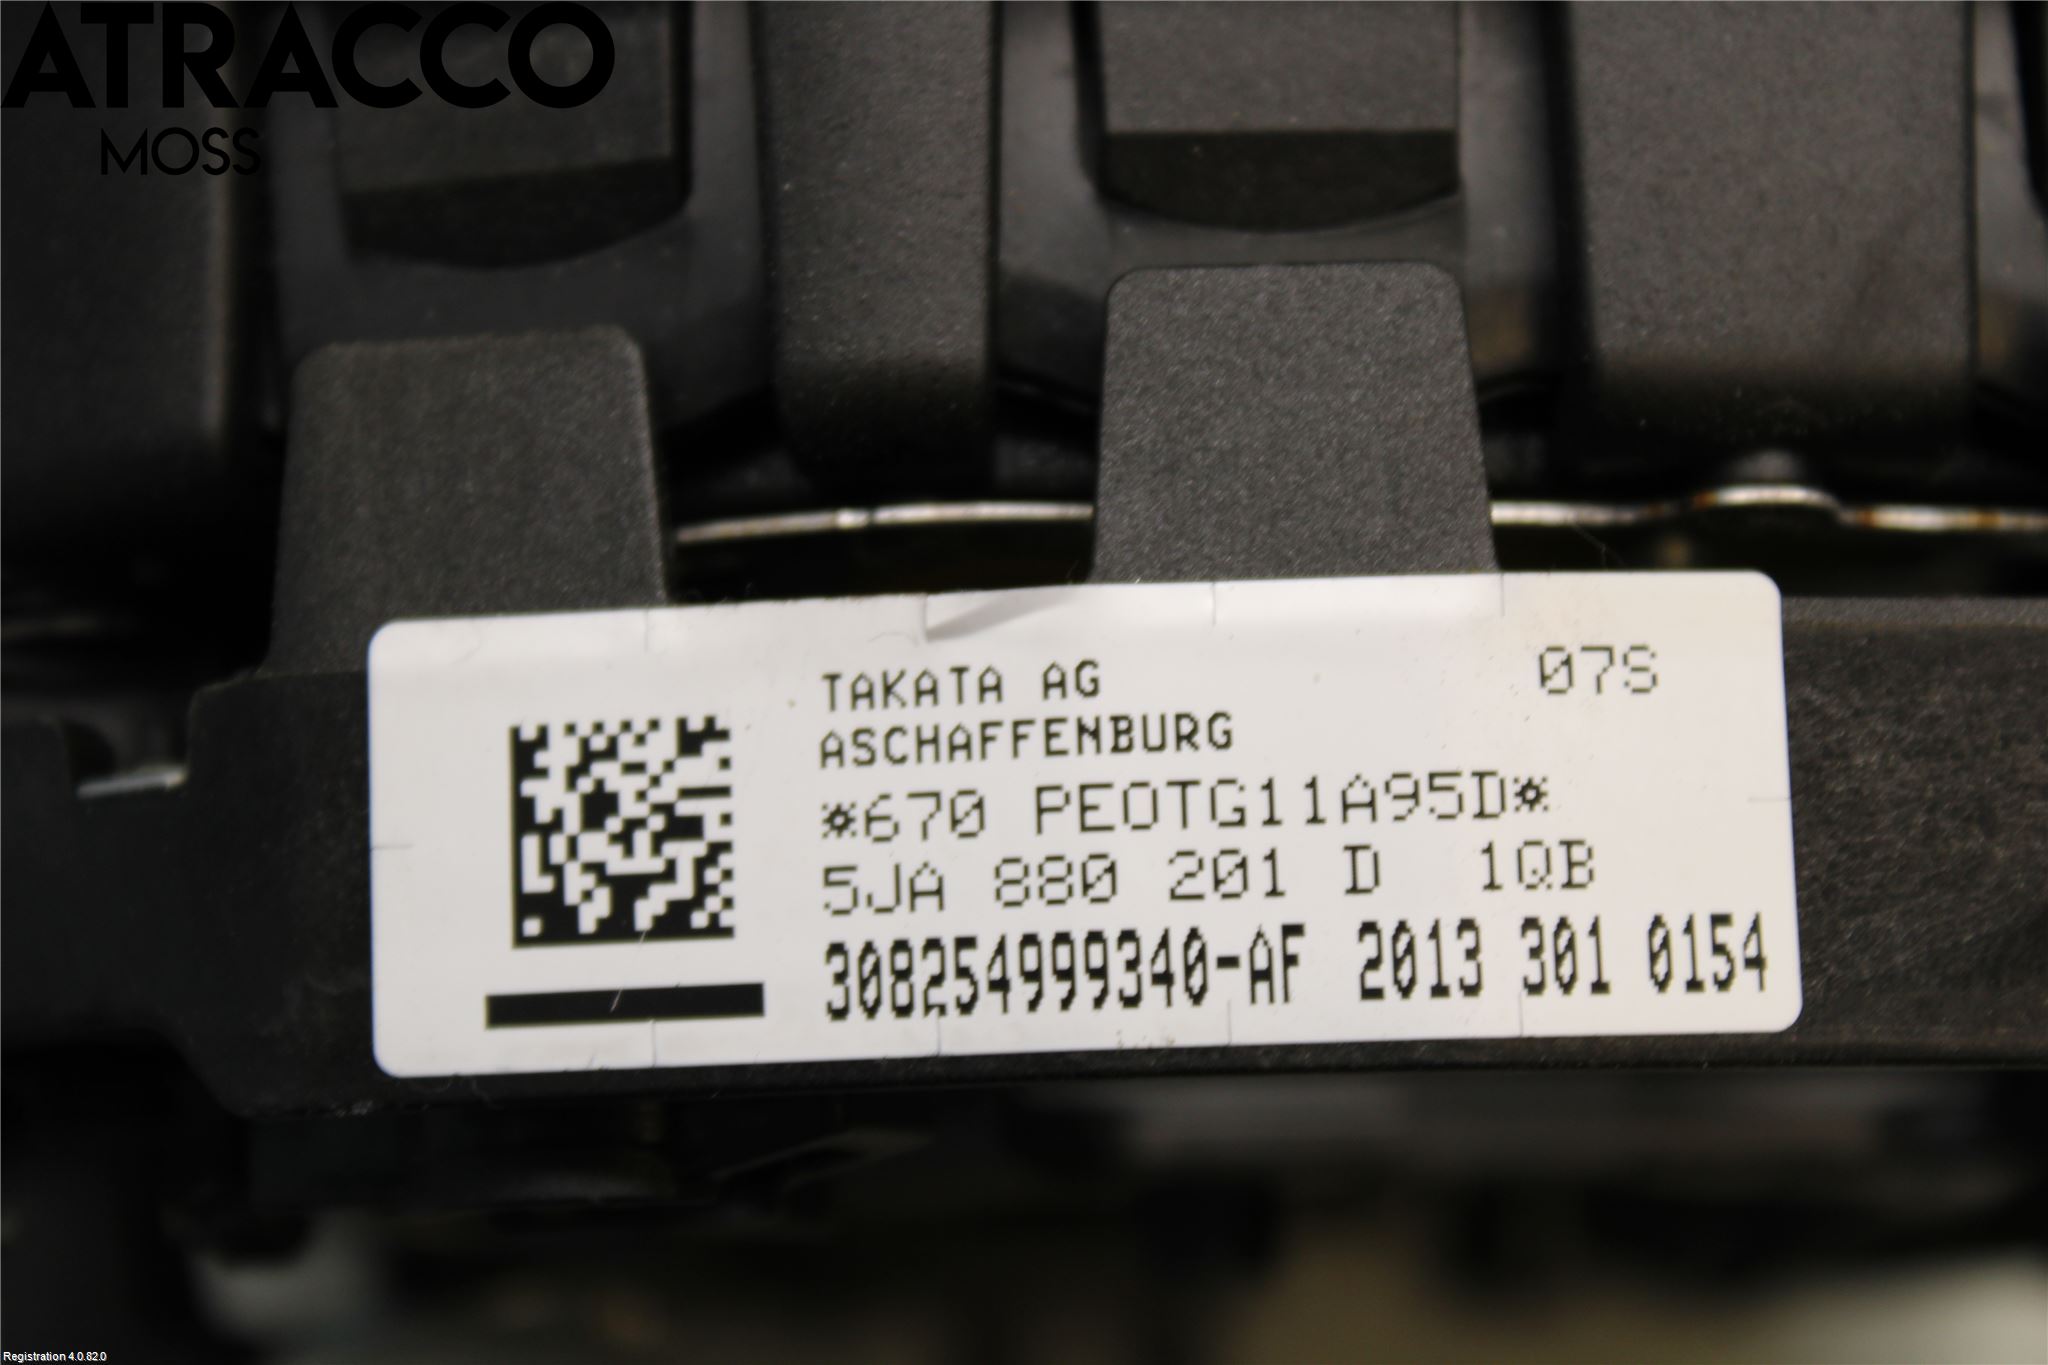 ATRACCO
MOSS
TAKATA AG 07S
ASCHAFFENBURG
*670 PEOTG11A95D*
5JA 880 201 D 1QB
308254999340-AF 2013 301 0154
Registration 4.0.82.0